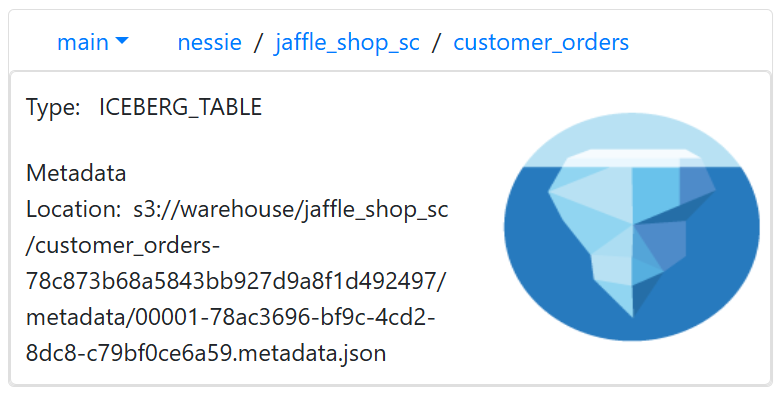 main nessie / jaffle_shop_sc / customer_orders
Type: ICEBERG_TABLE
Metadata
Location: s3://warehouse/jaffle_shop_sc
/customer_orders-
78c873b68a5843bb927d9a8f1d492497/
metadata/00001-78ac3696-bf9c-4cd2-
8dc8-c79bf0ce6a59.metadata.json